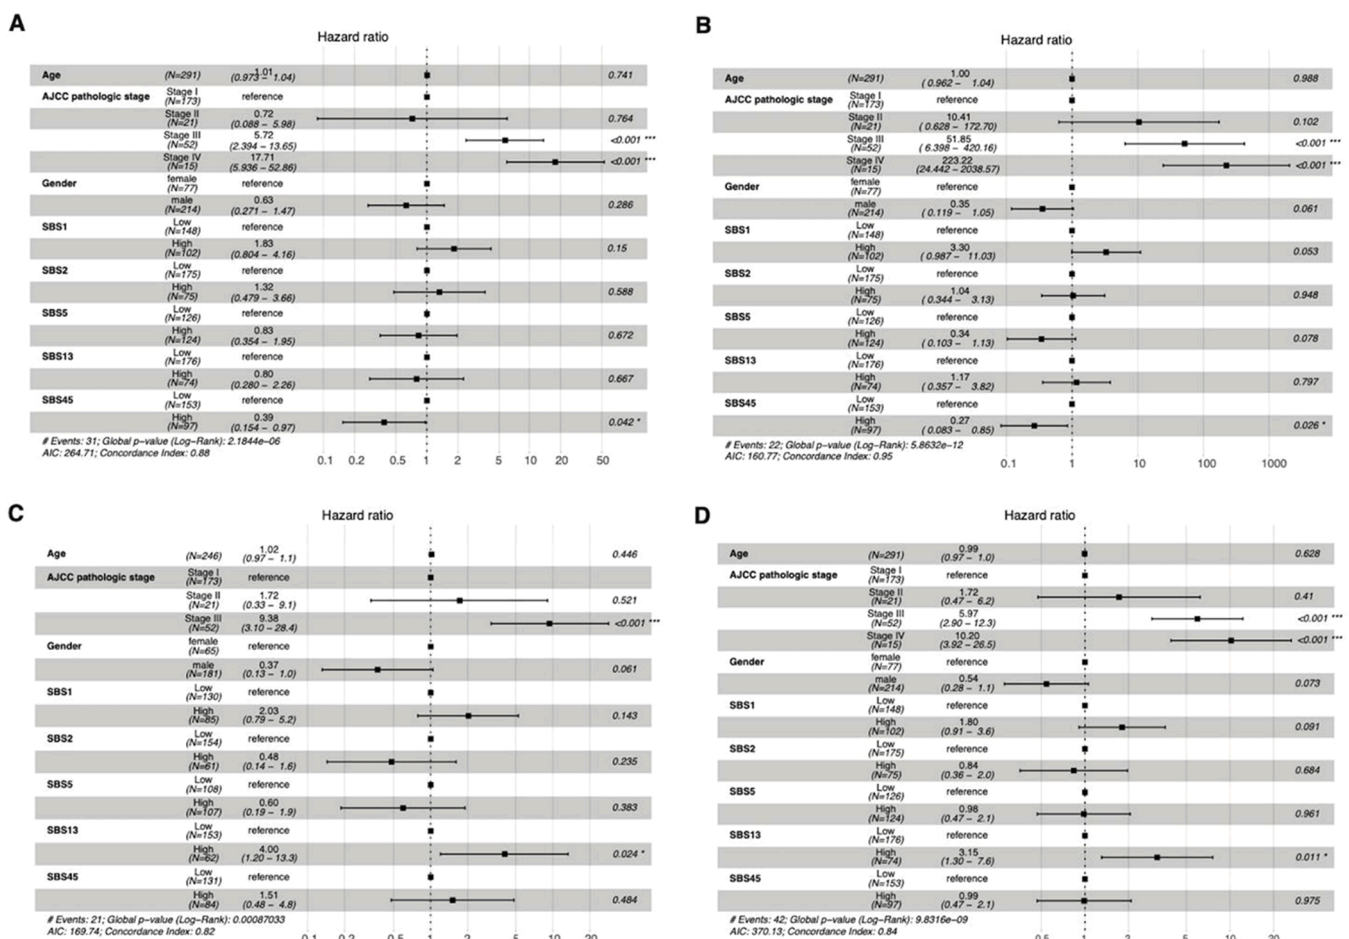 A
Hazard ratio
Age (N=291) 1.01 (0.973 – 1.04) 0.741
AJCC pathologic stage Stage I (N=173) reference
Stage II (N=21) 0.72 (0.088 – 5.98) 0.764
Stage III (N=52) 5.72 (2.394 – 13.65) <0.001 ***
Stage IV (N=15) 17.71 (5.936 – 52.86) <0.001 ***
Gender female (N=77) reference
male (N=214) 0.63 (0.271 – 1.47) 0.286
SBS1 Low (N=148) reference
High (N=102) 1.83 (0.804 – 4.16) 0.15
SBS2 Low (N=175) reference
High (N=75) 1.32 (0.479 – 3.66) 0.588
SBS5 Low (N=126) reference
High (N=124) 0.83 (0.354 – 1.95) 0.672
SBS13 Low (N=176) reference
High (N=74) 0.80 (0.280 – 2.26) 0.667
SBS45 Low (N=153) reference
High (N=97) 0.39 (0.154 – 0.97) 0.042 *
# Events: 31; Global p–value (Log–Rank): 2.1844e–06
AIC: 264.71; Concordance Index: 0.88
0.1 0.2 0.5 1 2 5 10 20 50
B
Hazard ratio
Age (N=291) 1.00 (0.962 – 1.04) 0.988
AJCC pathologic stage Stage I (N=173) reference
Stage II (N=21) 10.41 (0.628 – 172.70) 0.102
Stage III (N=52) 51.85 (6.398 – 420.16) <0.001 ***
Stage IV (N=15) 223.22 (24.442 – 2038.57) <0.001 ***
Gender female (N=77) reference
male (N=214) 0.35 (0.119 – 1.05) 0.061
SBS1 Low (N=148) reference
High (N=102) 3.30 (0.987 – 11.03) 0.053
SBS2 Low (N=175) reference
High (N=75) 1.04 (0.344 – 3.13) 0.948
SBS5 Low (N=126) reference
High (N=124) 0.34 (0.103 – 1.13) 0.078
SBS13 Low (N=176) reference
High (N=74) 1.17 (0.357 – 3.82) 0.797
SBS45 Low (N=153) reference
High (N=97) 0.27 (0.083 – 0.85) 0.026 *
# Events: 22; Global p–value (Log–Rank): 5.8632e–12
AIC: 160.77; Concordance Index: 0.95
0.1 1 10 100 1000
C
Hazard ratio
Age (N=246) 1.02 (0.97 – 1.1) 0.446
AJCC pathologic stage Stage I (N=173) reference
Stage II (N=21) 1.72 (0.33 – 9.1) 0.521
Stage III (N=52) 9.38 (3.10 – 28.4) <0.001 ***
Gender female (N=65) reference
male (N=181) 0.37 (0.13 – 1.0) 0.061
SBS1 Low (N=130) reference
High (N=85) 2.03 (0.79 – 5.2) 0.143
SBS2 Low (N=154) reference
High (N=61) 0.48 (0.14 – 1.6) 0.235
SBS5 Low (N=108) reference
High (N=107) 0.60 (0.19 – 1.9) 0.383
SBS13 Low (N=153) reference
High (N=62) 4.00 (1.20 – 13.3) 0.024 *
SBS45 Low (N=131) reference
High (N=84) 1.51 (0.48 – 4.8) 0.484
# Events: 21; Global p–value (Log–Rank): 0.00087033
AIC: 169.74; Concordance Index: 0.82
0.1 0.2 0.5 1 2 5 10 20
D
Hazard ratio
Age (N=291) 0.99 (0.97 – 1.0) 0.628
AJCC pathologic stage Stage I (N=173) reference
Stage II (N=21) 1.72 (0.47 – 6.2) 0.41
Stage III (N=52) 5.97 (2.90 – 12.3) <0.001 ***
Stage IV (N=15) 10.20 (3.92 – 26.5) <0.001 ***
Gender female (N=77) reference
male (N=214) 0.54 (0.28 – 1.1) 0.073
SBS1 Low (N=148) reference
High (N=102) 1.80 (0.91 – 3.6) 0.091
SBS2 Low (N=175) reference
High (N=75) 0.84 (0.36 – 2.0) 0.684
SBS5 Low (N=126) reference
High (N=124) 0.98 (0.47 – 2.1) 0.961
SBS13 Low (N=176) reference
High (N=74) 3.15 (1.30 – 7.6) 0.011 *
SBS45 Low (N=153) reference
High (N=97) 0.99 (0.47 – 2.1) 0.975
# Events: 42; Global p–value (Log–Rank): 9.8316e–09
AIC: 370.13; Concordance Index: 0.84
0.5 1 2 5 10 20